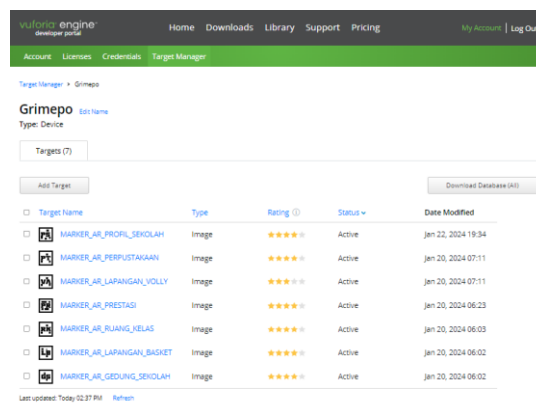 vuforia engine
developer portal
Home Downloads Library Support Pricing
My Account | Log Ou
Account Licenses Credentials Target Manager
Target Manager > Grimepo
Grimepo Edit Name
Type: Device
Targets (7)
Add Target Download Database (All)
Target Name Type Rating Status Date Modified
MARKER_AR_PROFIL_SEKOLAH Image Active Jan 22, 2024 19:34
MARKER_AR_PERPUSTAKAAN Image Active Jan 20, 2024 07:11
MARKER_AR_LAPANGAN_VOLLY Image Active Jan 20, 2024 07:11
MARKER_AR_PRESTASI Image Active Jan 20, 2024 06:23
MARKER_AR_RUANG_KELAS Image Active Jan 20, 2024 06:03
MARKER_AR_LAPANGAN_BASKET Image Active Jan 20, 2024 06:02
MARKER_AR_GEDUNG_SEKOLAH Image Active Jan 20, 2024 06:02
Last updated: Today 02:37 PM Refresh